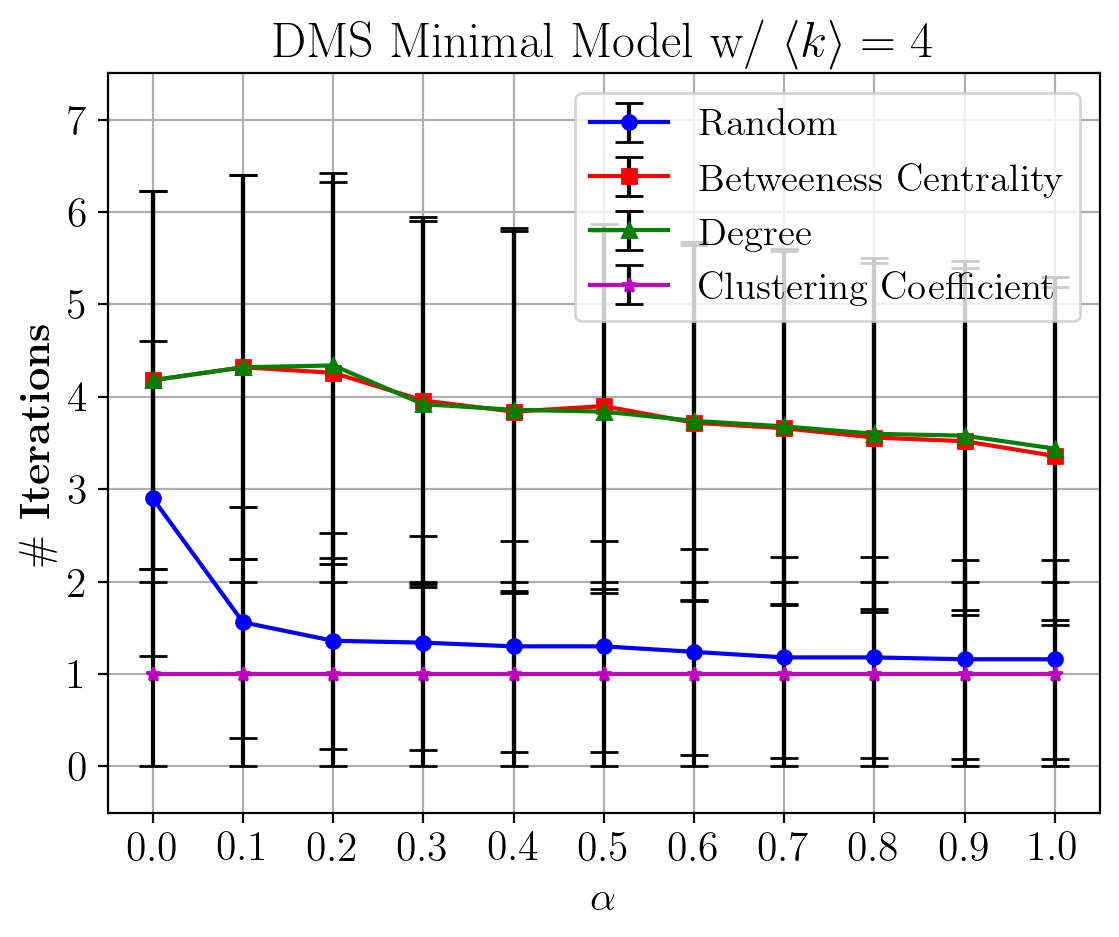 DMS Minimal Model w/ ⟨k⟩ = 4
Random
Betweeness Centrality
Degree
Clustering Coefficient
# Iterations
7
6
5
4
3
2
1
0
0.0 0.1 0.2 0.3 0.4 0.5 0.6 0.7 0.8 0.9 1.0
α